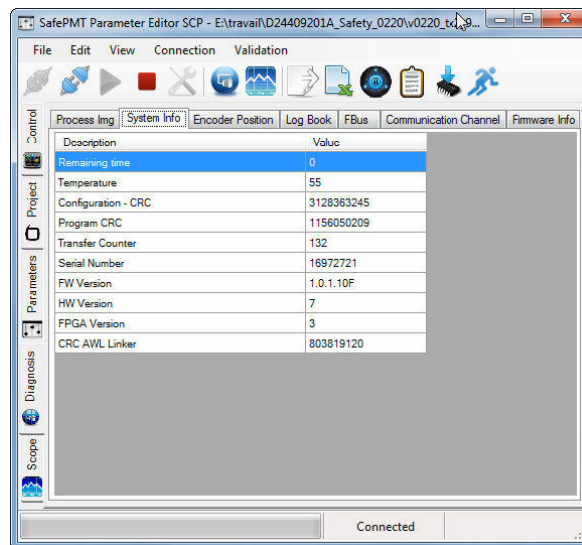 SafePMT Parameter Editor SCP - E:\travail\D24409201A_Safety_0220\v0220_to
File Edit View Connection Validation
Control
Project
Parameters
Diagnosis
Scope
Process Img System Info Encoder Position Log Book FBus Communication Channel Firmware Info
Description Value
Remaining time 0
Temperature 55
Configuration - CRC 3128363245
Program CRC 1156050209
Transfer Counter 132
Serial Number 16972721
FW Version 1.0.1.10F
HW Version 7
FPGA Version 3
CRC AWL Linker 803819120
Connected